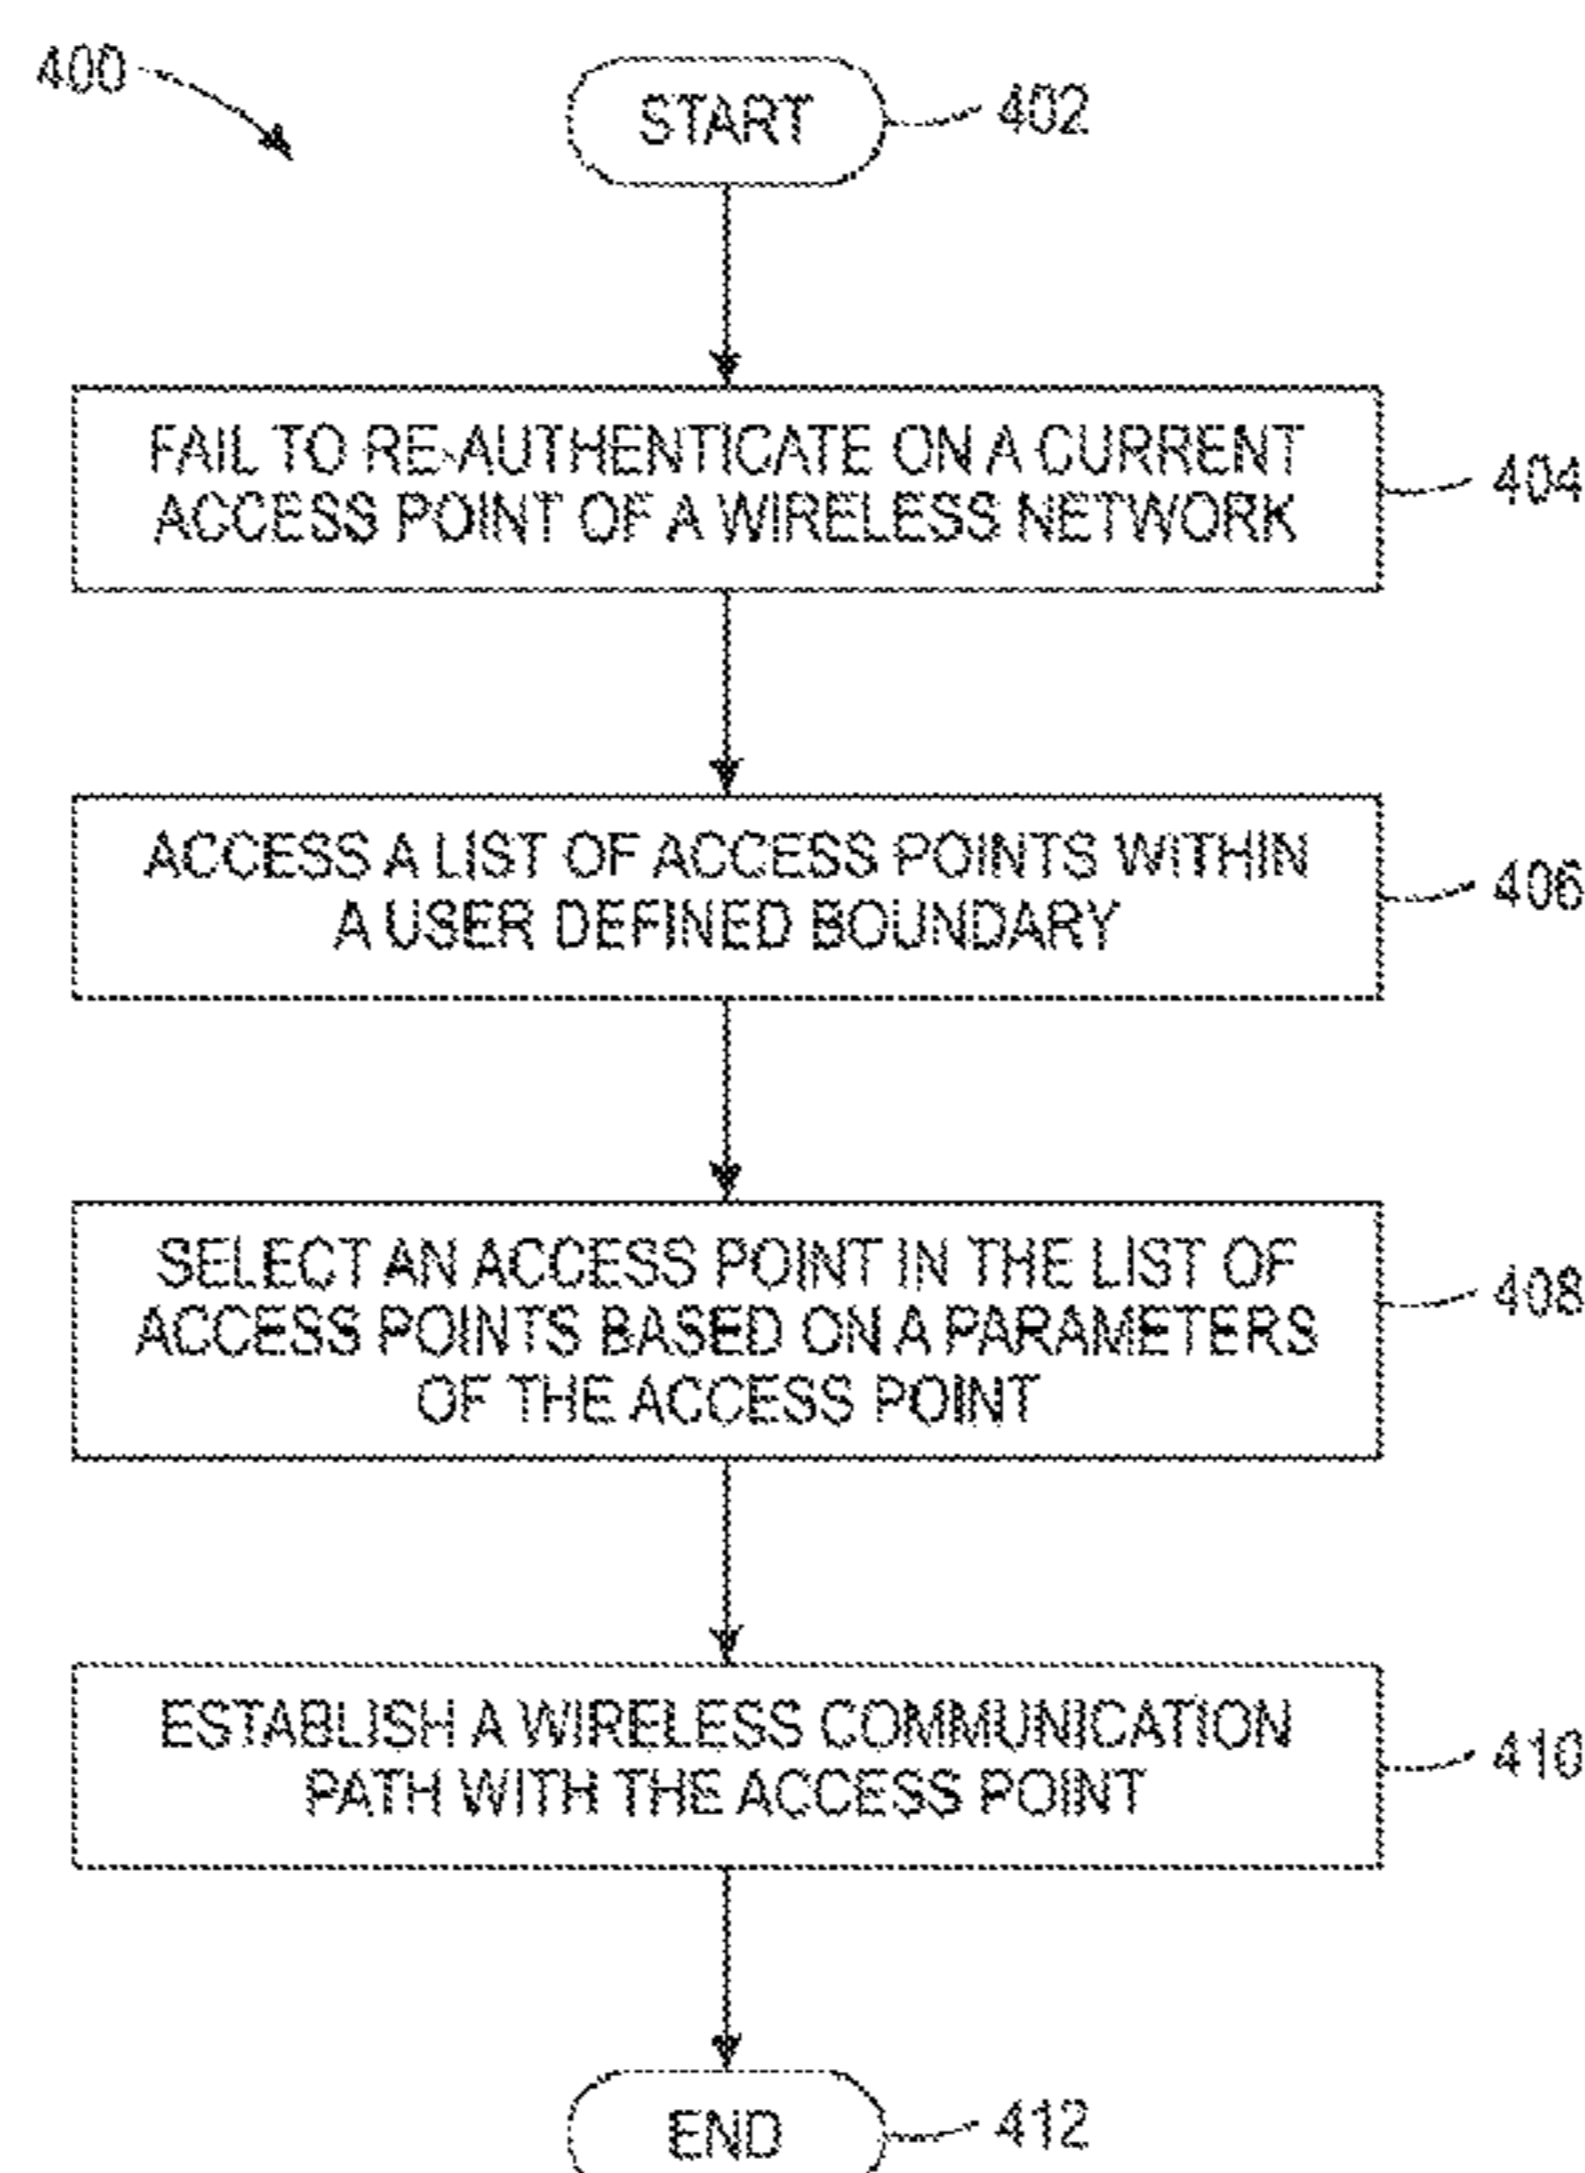 400
START
402
FAIL TO RE-AUTHENTICATE ON A CURRENT
ACCESS POINT OF A WIRELESS NETWORK
404
ACCESS A LIST OF ACCESS POINTS WITHIN
A USER DEFINED BOUNDARY
406
SELECT AN ACCESS POINT IN THE LIST OF
ACCESS POINTS BASED ON A PARAMETERS
OF THE ACCESS POINT
408
ESTABLISH A WIRELESS COMMUNICATION
PATH WITH THE ACCESS POINT
410
END
412